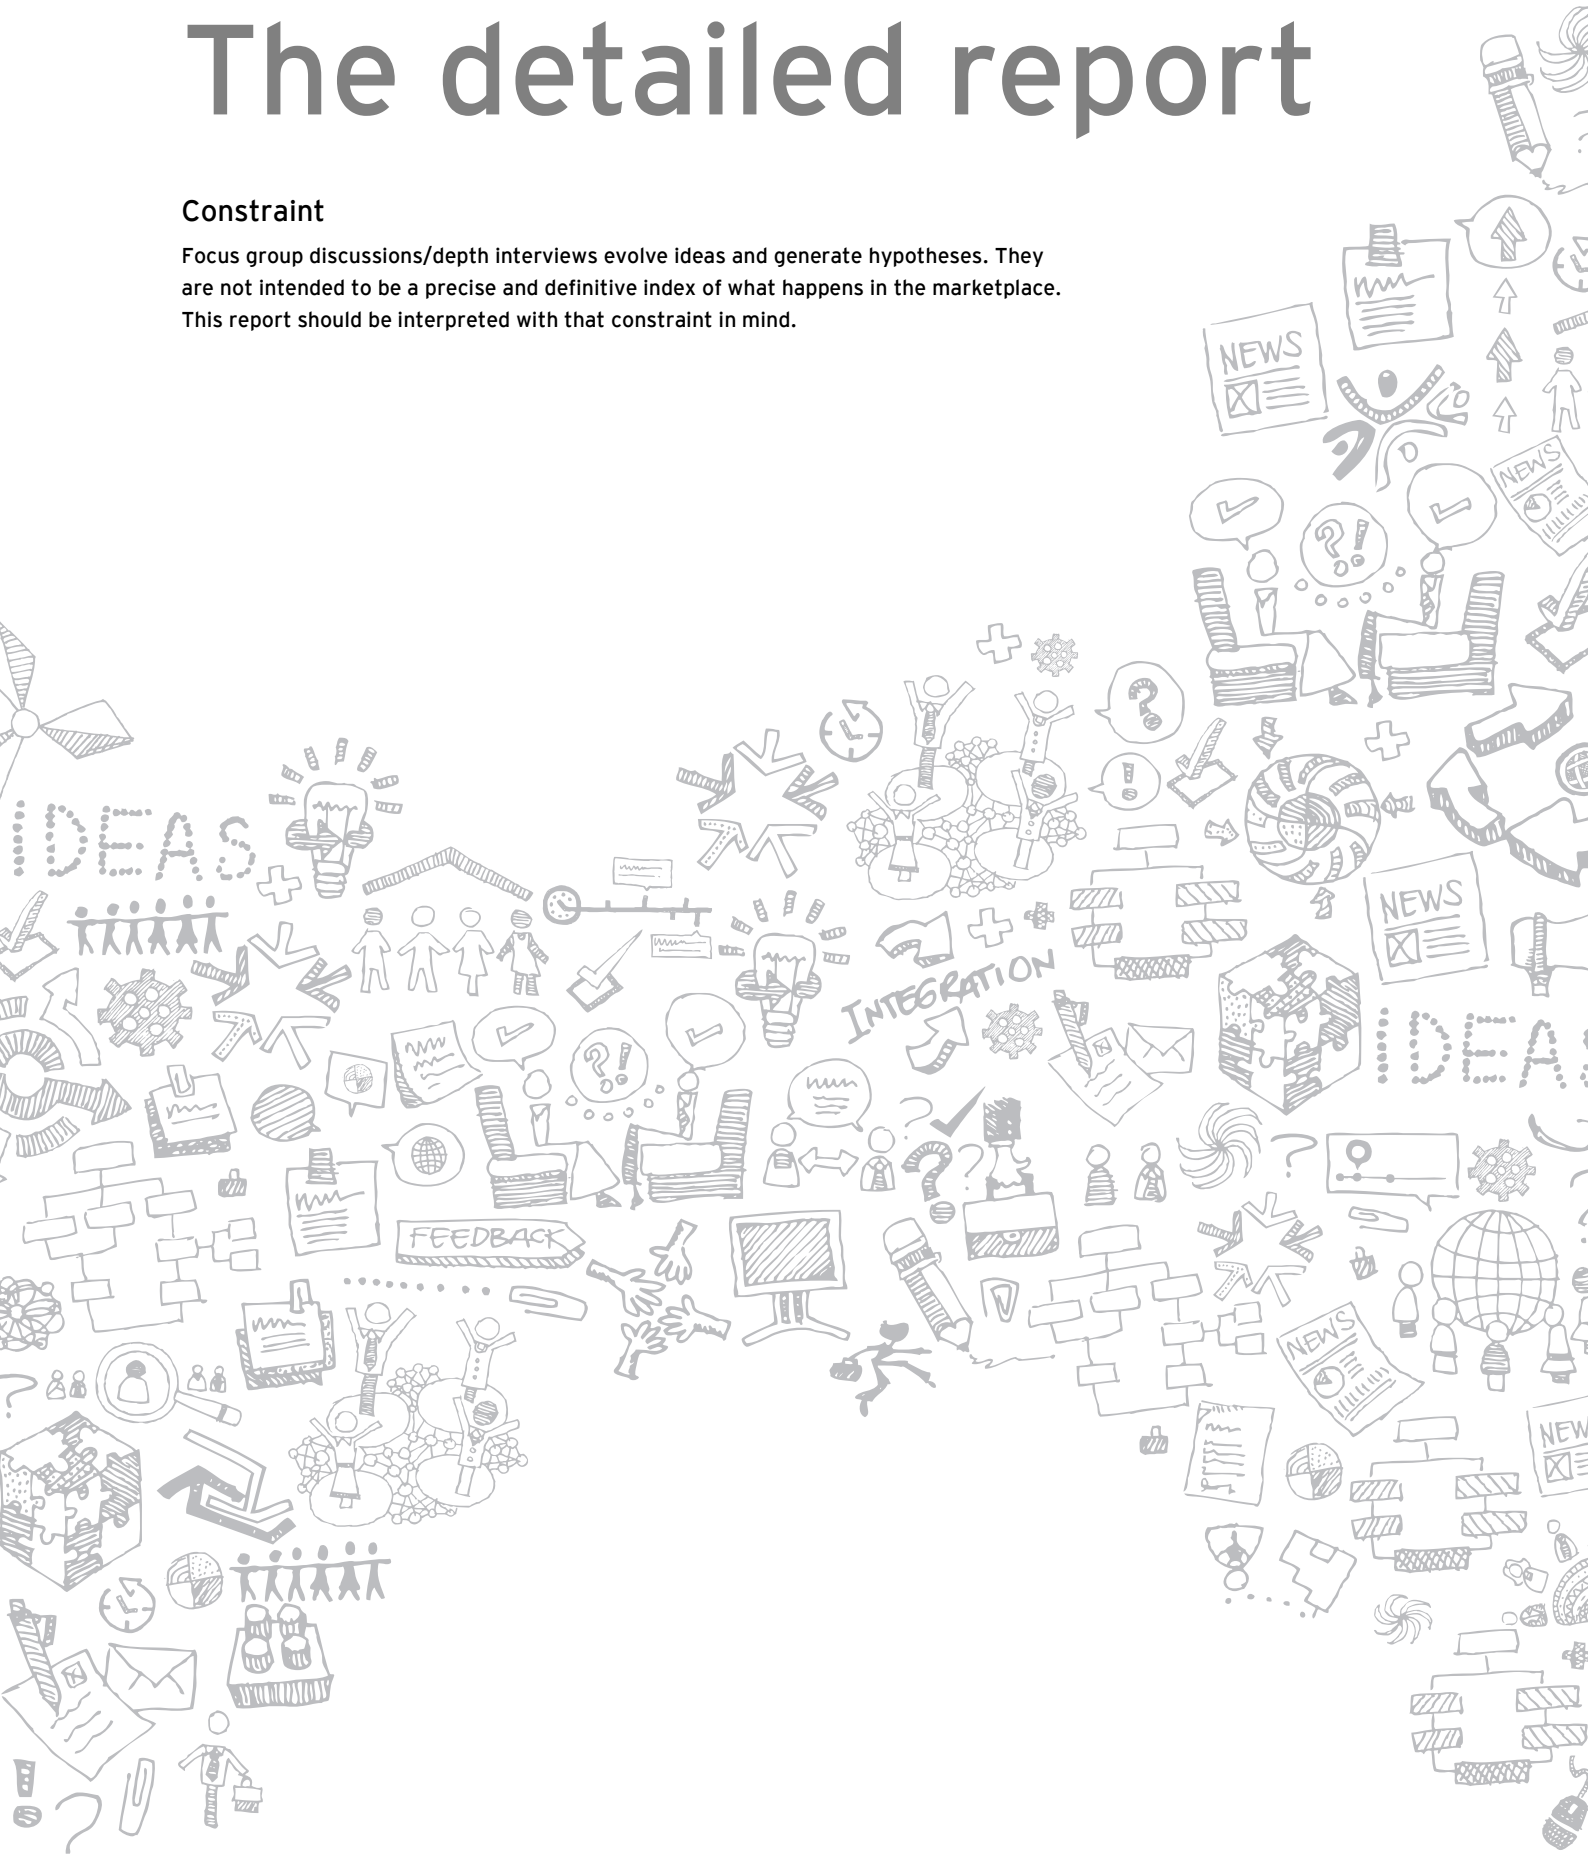 The detailed report
Constraint
Focus group discussions/depth interviews evolve ideas and generate hypotheses. They
are not intended to be a precise and definitive index of what happens in the marketplace.
This report should be interpreted with that constraint in mind.
NEWS
NEWS
IDEAS
NEWS
INTEGRATION
IDEAS
FEEDBACK
NEWS
NEWS